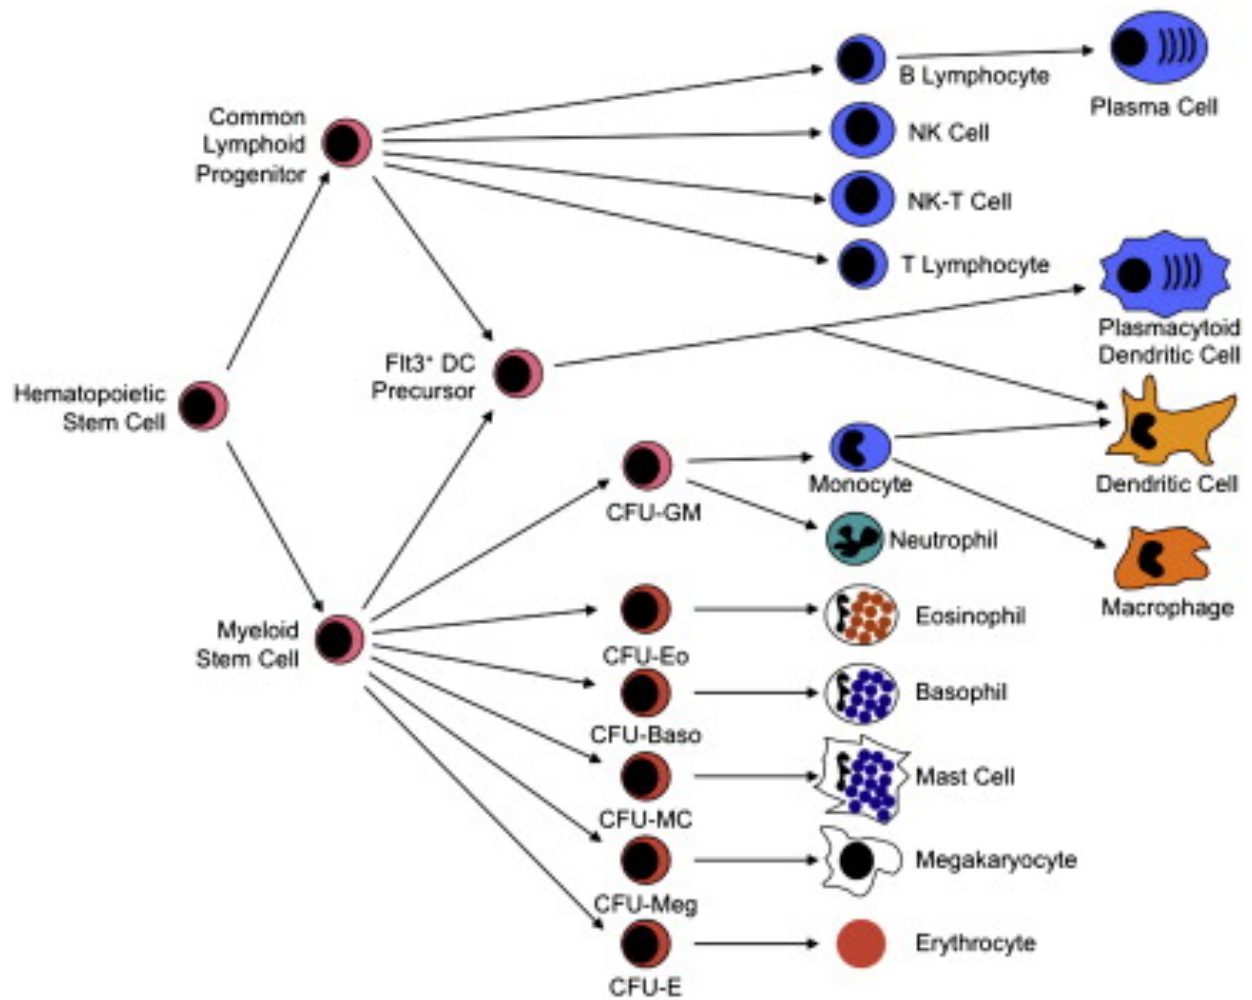 B Lymphocyte
Plasma Cell
Common
Lymphoid
Progenitor
NK Cell
NK-T Cell
T Lymphocyte
Plasmacytoid
Dendritic Cell
Flt3⁺ DC
Precursor
Hematopoietic
Stem Cell
Monocyte
Dendritic Cell
CFU-GM
Neutrophil
Macrophage
Myeloid
Stem Cell
Eosinophil
CFU-Eo
Basophil
CFU-Baso
Mast Cell
CFU-MC
Megakaryocyte
CFU-Meg
Erythrocyte
CFU-E